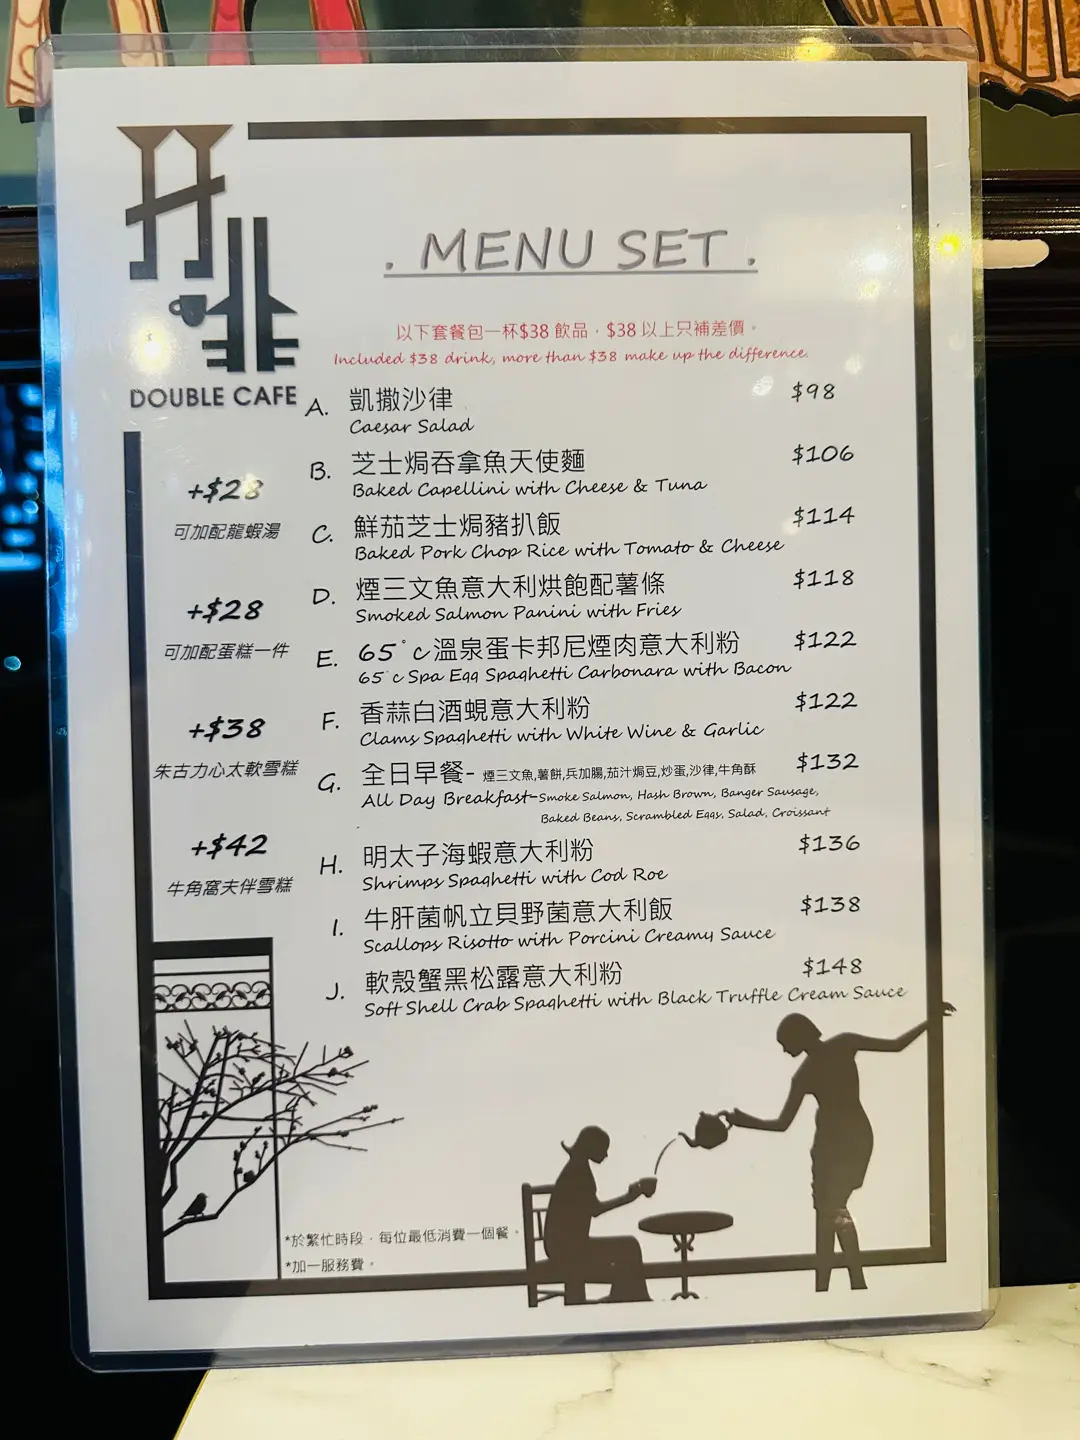 . MENU SET .
以下套餐包一杯$38 飲品，$38 以上只補差價。
Included $38 drink, more than $38 make up the difference.
DOUBLE CAFE
A. 凱撒沙律 $98
Caesar Salad
B. 芝士焗吞拿魚天使麵 $106
Baked Capellini with Cheese & Tuna
C. 鮮茄芝士焗豬扒飯 $114
Baked Pork Chop Rice with Tomato & Cheese
D. 煙三文魚意大利烘飽配薯條 $118
Smoked Salmon Panini with Fries
E. 65°c溫泉蛋卡邦尼煙肉意大利粉 $122
65°c Spa Egg Spaghetti Carbonara with Bacon
F. 香蒜白酒蜆意大利粉 $122
Clams Spaghetti with White Wine & Garlic
G. 全日早餐- 煙三文魚,薯餅,兵加腸,茄汁焗豆,炒蛋,沙律,牛角酥 $132
All Day Breakfast-Smoke Salmon, Hash Brown, Banger Sausage,
Baked Beans, Scrambled Eggs, Salad, Croissant
H. 明太子海蝦意大利粉 $136
Shrimps Spaghetti with Cod Roe
I. 牛肝菌帆立貝野菌意大利飯 $138
Scallops Risotto with Porcini Creamy Sauce
J. 軟殼蟹黑松露意大利粉 $148
Soft Shell Crab Spaghetti with Black Truffle Cream Sauce
+$28
可加配龍蝦湯
+$28
可加配蛋糕一件
+$38
朱古力心太軟雪糕
+$42
牛角窩夫伴雪糕
*於繁忙時段，每位最低消費一個餐。
*加一服務費。